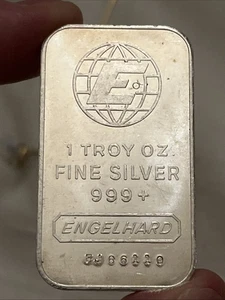 E
1 TROY OZ.
FINE SILVER
999+
ENGELHARD